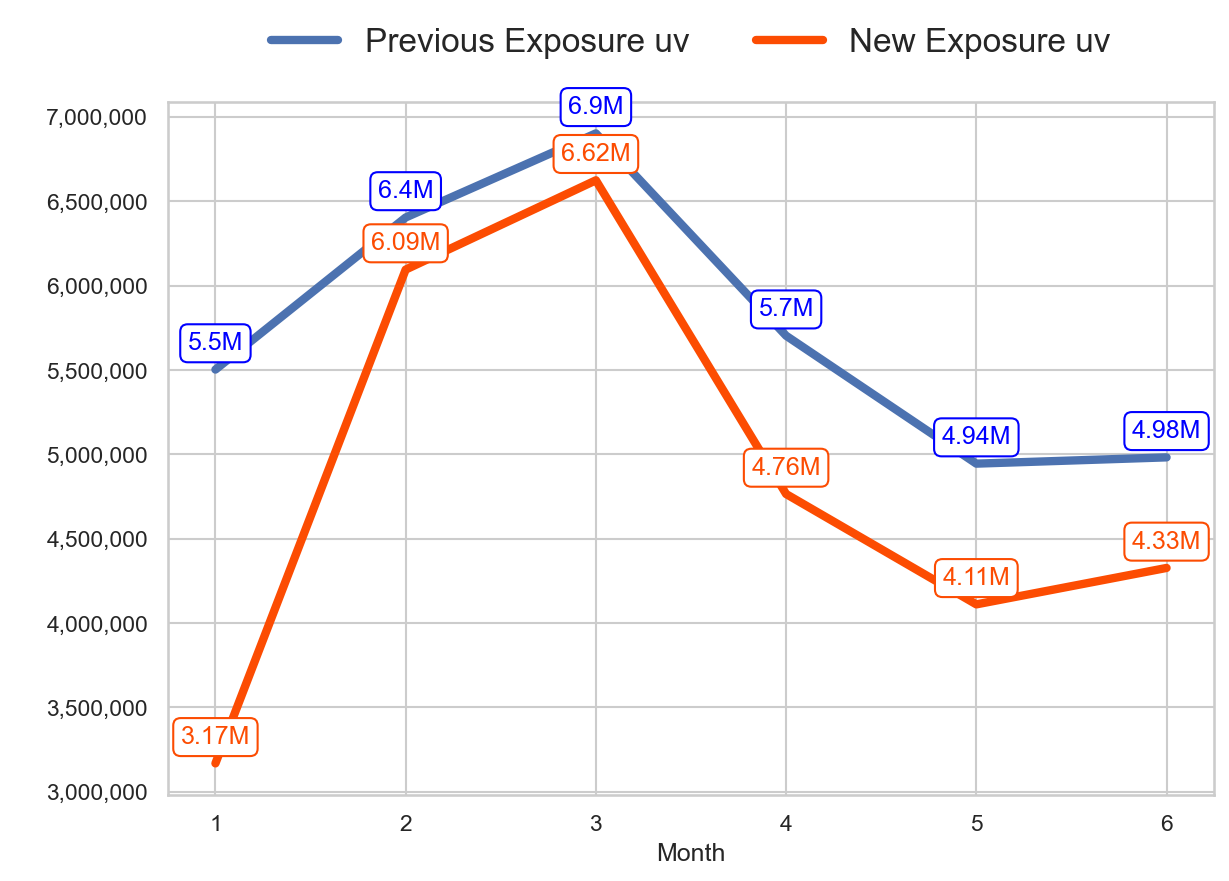 Previous Exposure uv New Exposure uv
7,000,000
6,500,000
6,000,000
5,500,000
5,000,000
4,500,000
4,000,000
3,500,000
3,000,000
6.9M
6.62M
6.4M
6.09M
5.5M
5.7M
4.94M
4.98M
4.76M
4.11M
4.33M
3.17M
1 2 3 4 5 6
Month